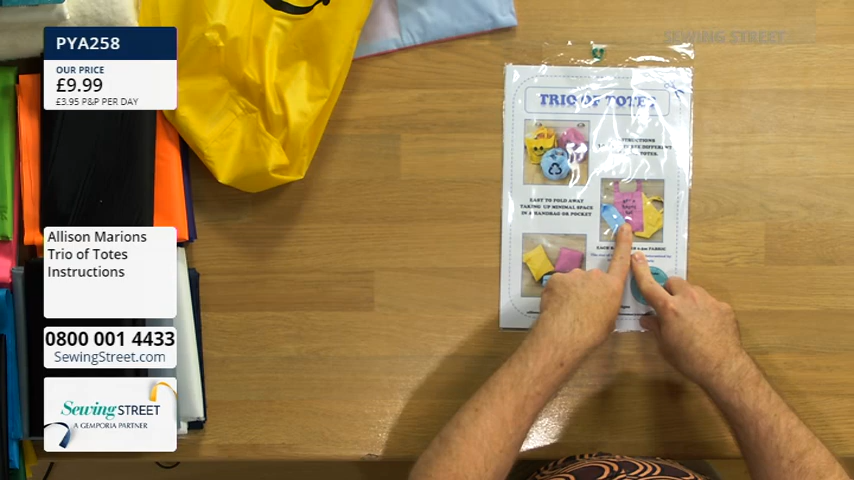 PYA258
OUR PRICE
£9.99
£3.95 P&P PER DAY
Allison Marions
Trio of Totes
Instructions
0800 001 4433
SewingStreet.com
Sewing STREET
A GEMPORIA PARTNER
SEWING STREET
TRIO OF TOTES
EASY TO FOLD AWAY
TAKING UP MINIMAL SPACE
IN A HANDBAG OR POCKET
FABRIC